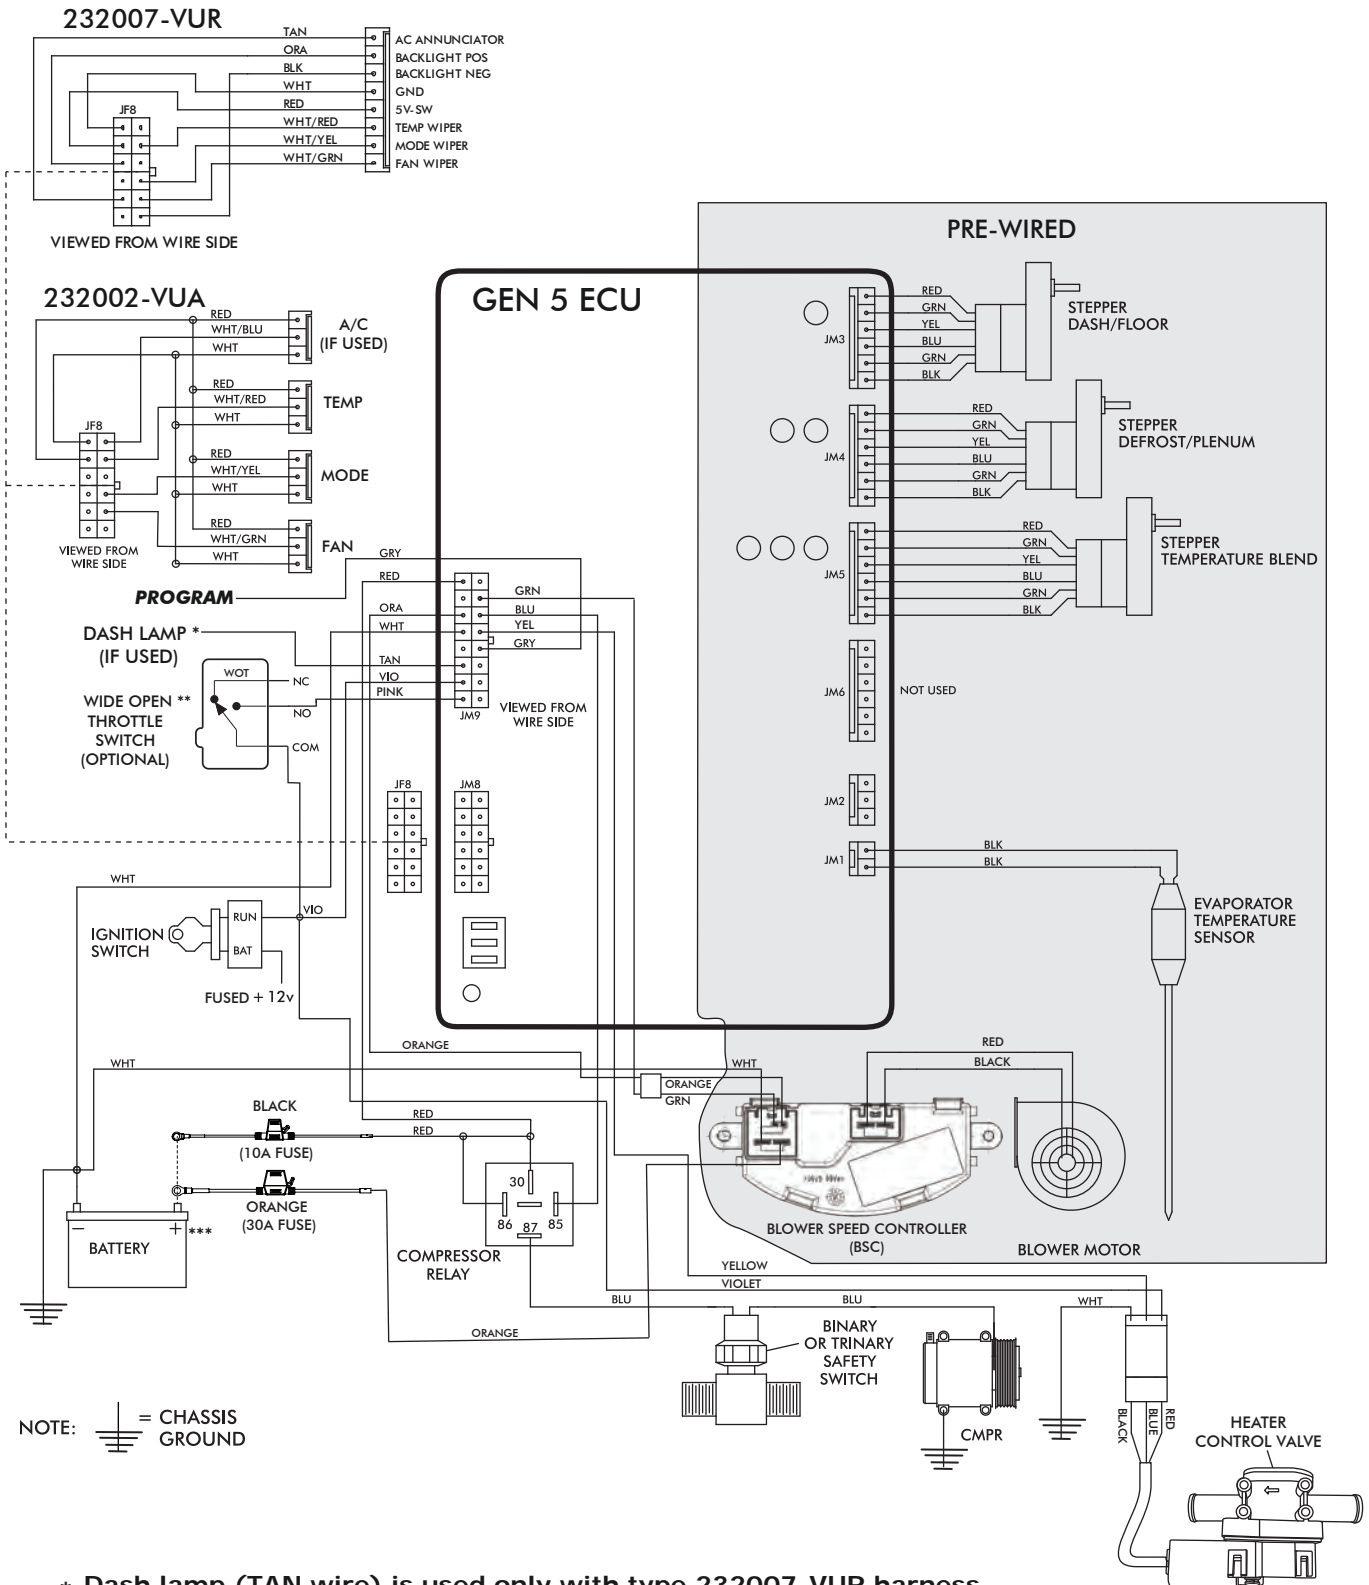 232007-VUR
TAN
ORA
BLK
WHT
RED
WHT/RED
WHT/YEL
WHT/GRN
AC ANNUNCIATOR
BACKLIGHT POS
BACKLIGHT NEG
GND
5V-SW
TEMP WIPER
MODE WIPER
FAN WIPER
JF8
VIEWED FROM WIRE SIDE
232002-VUA
RED
WHT/BLU
WHT
A/C
(IF USED)
RED
WHT/RED
WHT
TEMP
JF8
RED
WHT/YEL
WHT
MODE
RED
WHT/GRN
WHT
FAN
VIEWED FROM
WIRE SIDE
PROGRAM
DASH LAMP *
(IF USED)
WOT
NC
NO
COM
WIDE OPEN **
THROTTLE
SWITCH
(OPTIONAL)
GEN 5 ECU
GRY
RED
ORA
WHT
TAN
VIO
PINK
GRN
BLU
YEL
GRY
JM9
VIEWED FROM
WIRE SIDE
JF8
JM8
PRE-WIRED
JM3
RED
GRN
YEL
BLU
GRN
BLK
STEPPER
DASH/FLOOR
JM4
RED
GRN
YEL
BLU
GRN
BLK
STEPPER
DEFROST/PLENUM
JM5
RED
GRN
YEL
BLU
GRN
BLK
STEPPER
TEMPERATURE BLEND
JM6
NOT USED
JM2
JM1
BLK
BLK
EVAPORATOR
TEMPERATURE
SENSOR
WHT
IGNITION
SWITCH
RUN
BAT
VIO
FUSED + 12v
ORANGE
WHT
WHT
ORANGE
GRN
RED
BLACK
BLACK
(10A FUSE)
RED
RED
ORANGE
(30A FUSE)
- + ***
BATTERY
30
86
87
85
COMPRESSOR
RELAY
BLOWER SPEED CONTROLLER
(BSC)
BLOWER MOTOR
YELLOW
VIOLET
BLU
BLU
WHT
ORANGE
BINARY
OR TRINARY
SAFETY
SWITCH
CMPR
BLACK
BLUE
RED
HEATER
CONTROL VALVE
NOTE: = CHASSIS
GROUND
* Dash lamp (TAN wire) is used only with type 232007-VUR harness